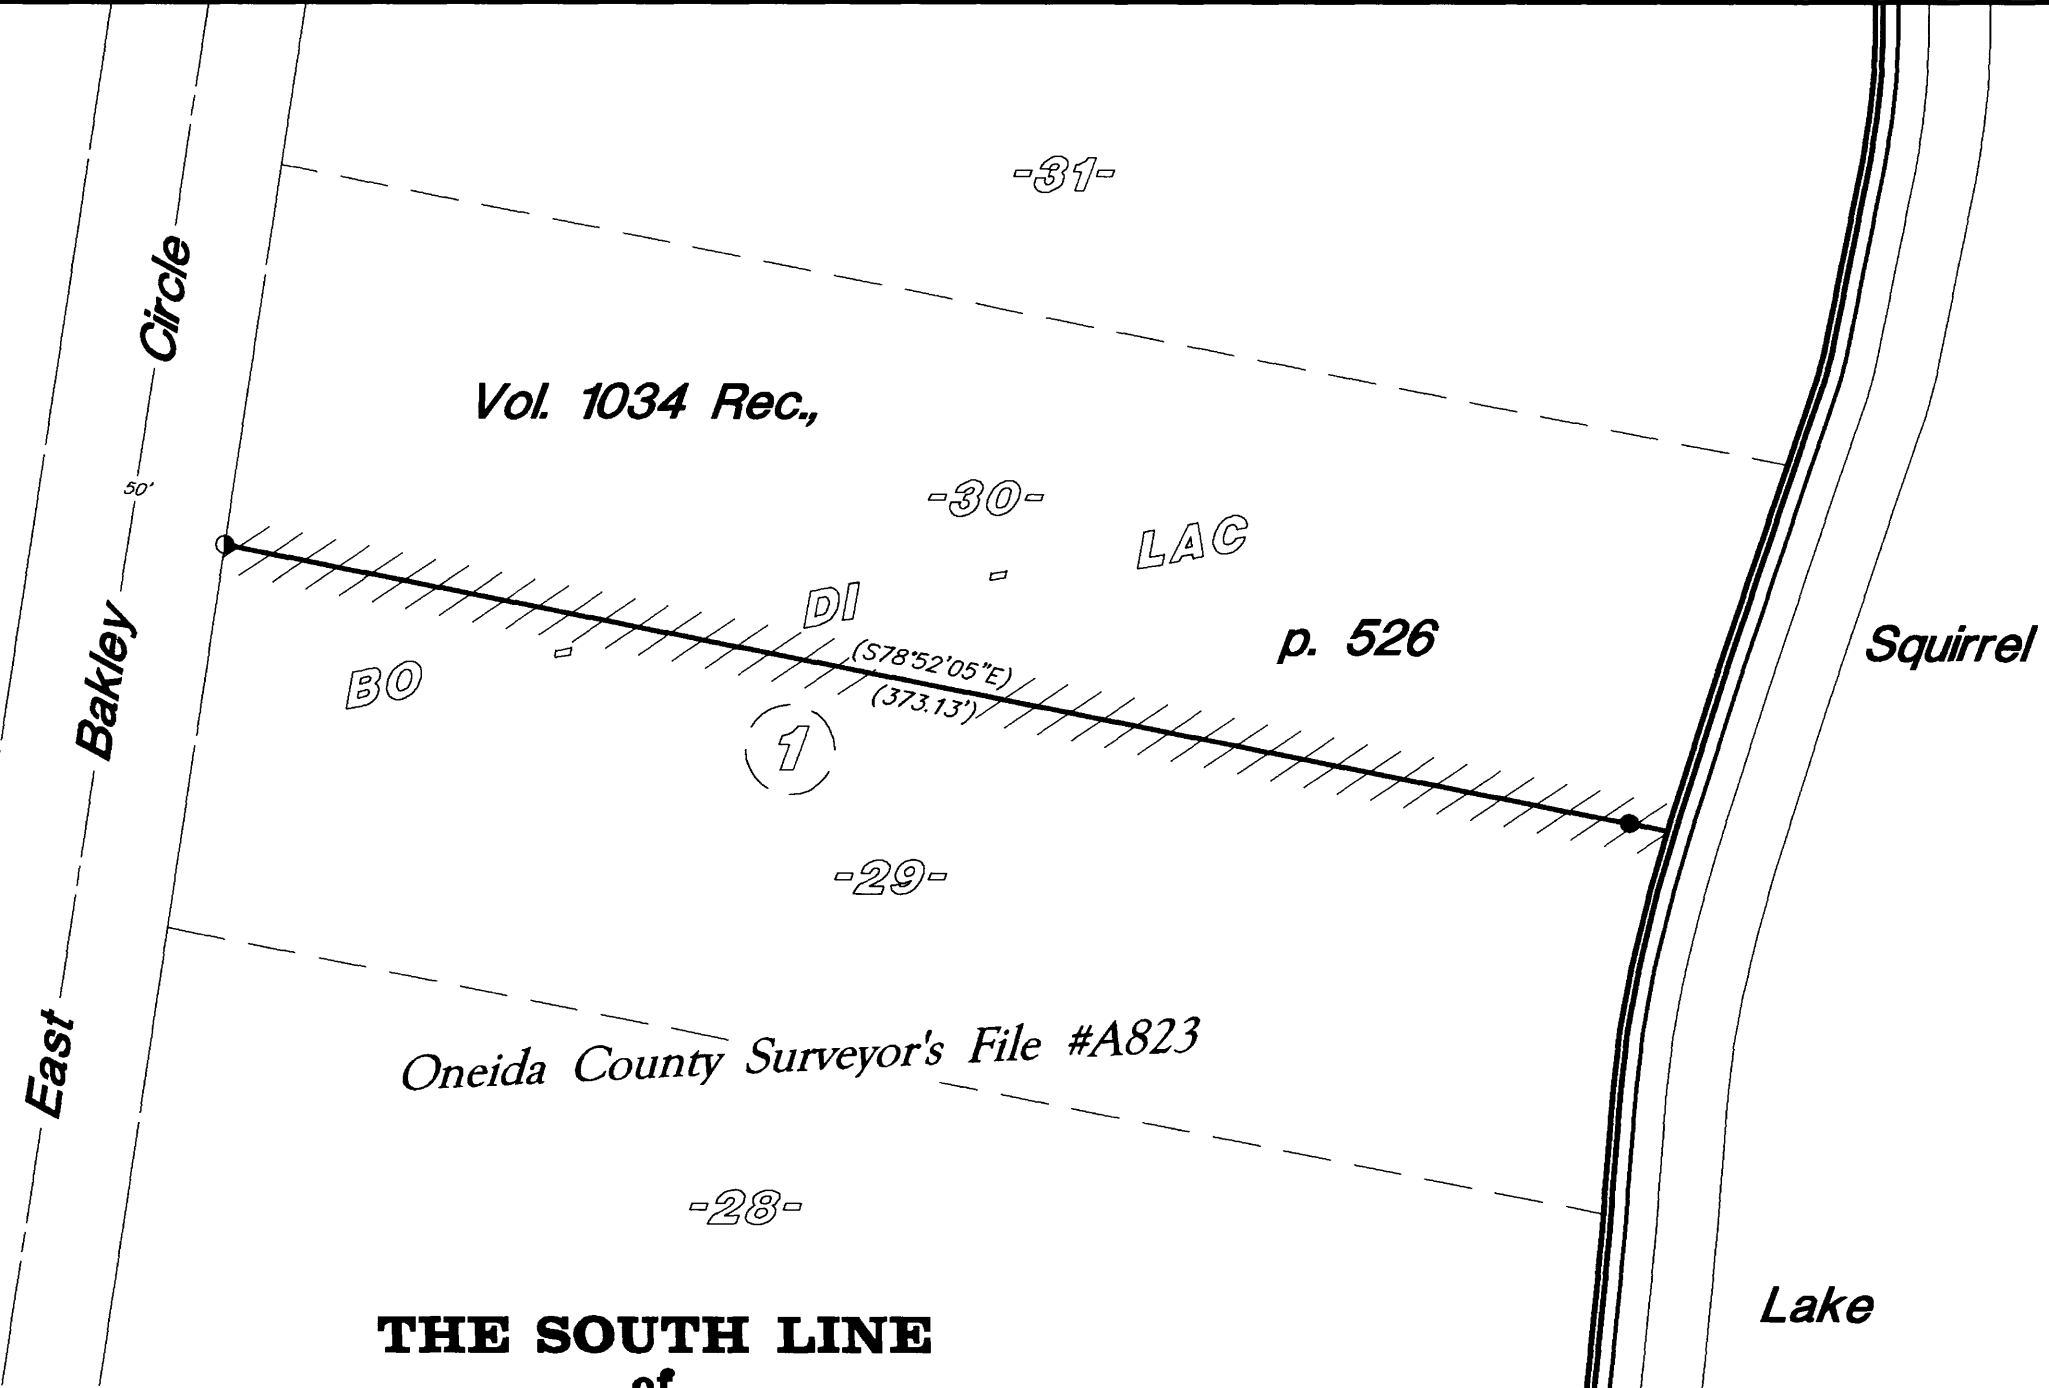 -31-
East Bakley Circle
50'
Vol. 1034 Rec.,
-30-
BO - DI - LAC
p. 526
(S78°52'05"E)
(373.13')
1
Squirrel
-29-
Oneida County Surveyor's File #A823
-28-
Lake
THE SOUTH LINE
of